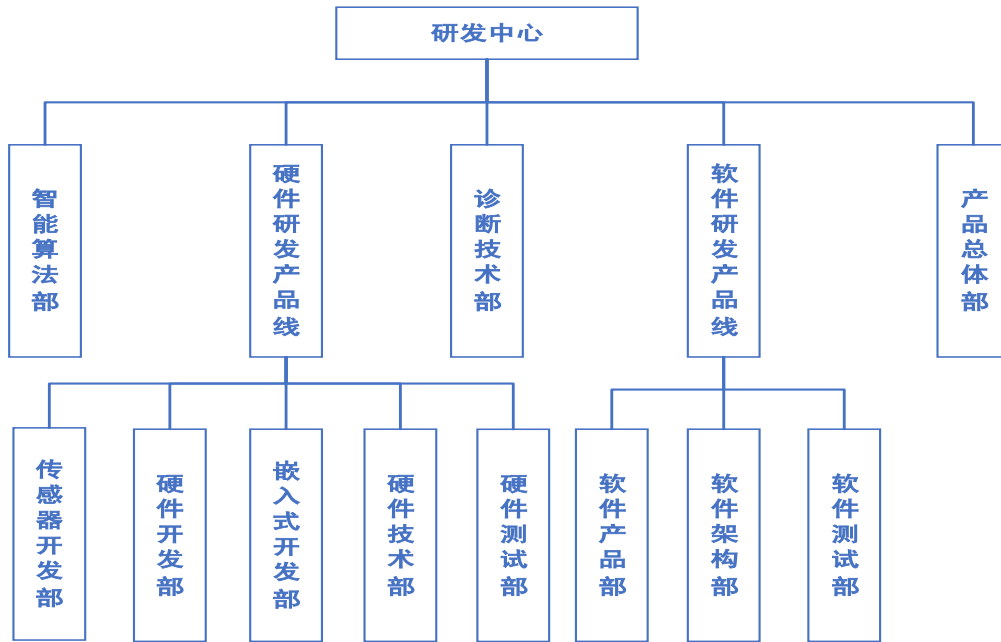 研发中心
智能算法部
硬件研发产品线
诊断技术部
软件研发产品线
产品总体部
传感器开发部
硬件开发部
嵌入式开发部
硬件技术部
硬件测试部
软件产品部
软件架构部
软件测试部